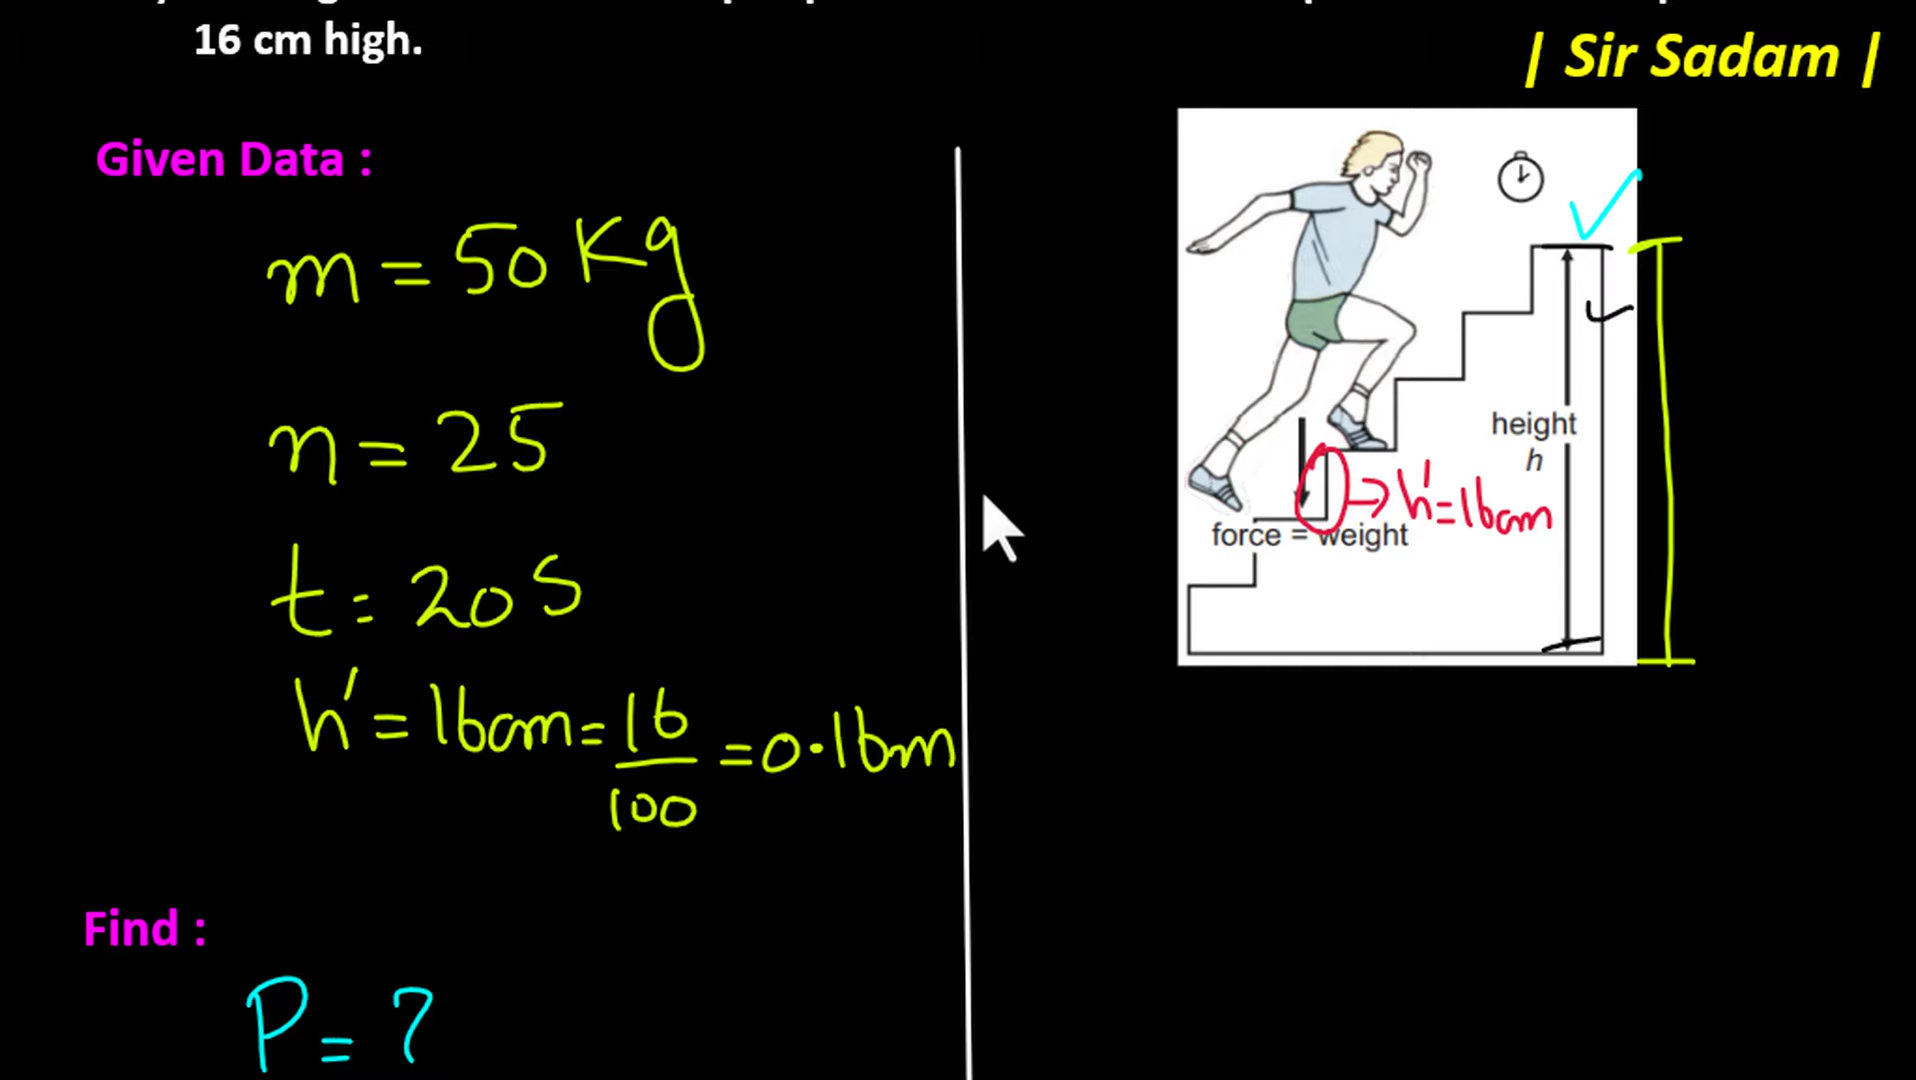 16 cm high.
| Sir Sadam |
Given Data :
m = 50 Kg
n = 25
t = 20 S
h' = 16cm = 16/100 = 0.16m
Find :
P = ?
height
h
→ h' = 16cm
force = weight